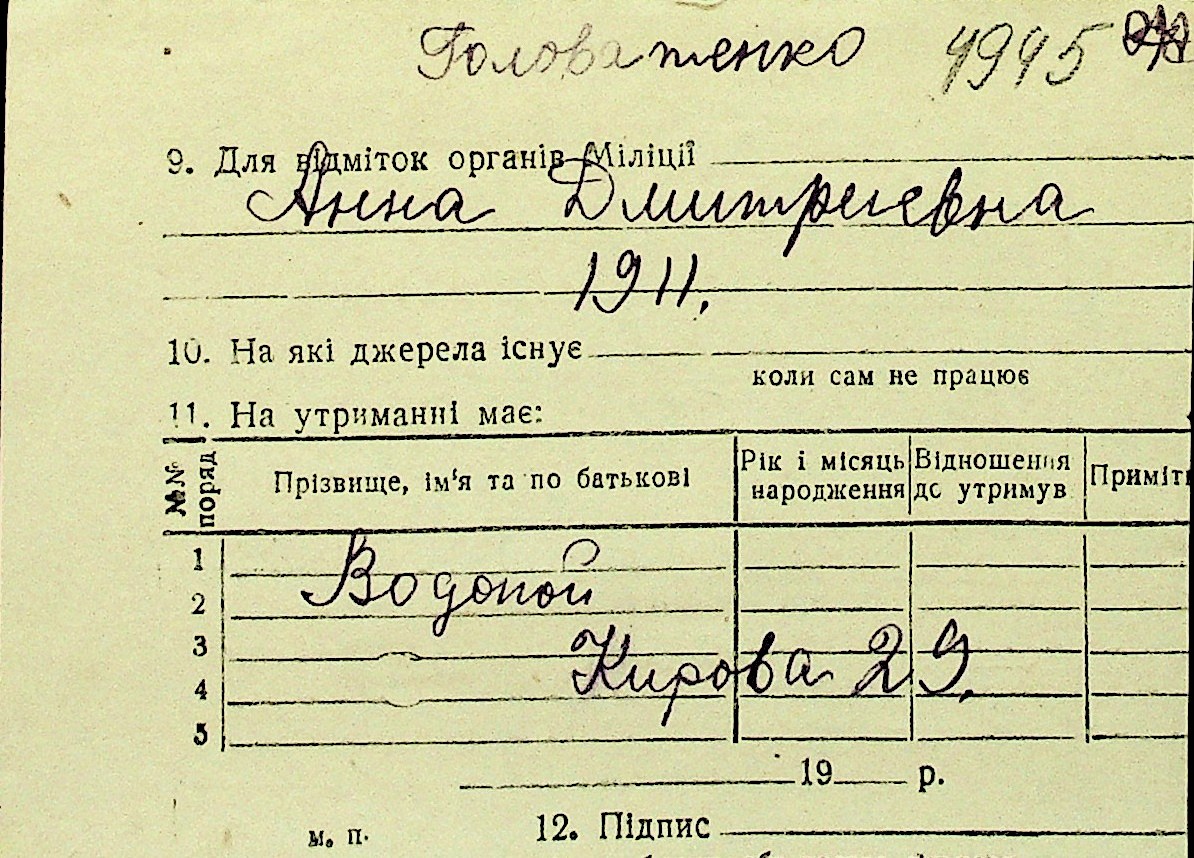 Головатенко 4945
9. Для відміток органів Міліції
Анна Дмитриевна
1911.
10. На які джерела існує
коли сам не працює
11. На утриманні має:
№№ поряд Прізвище, ім'я та по батькові Рік і місяць народження Відношення до утримув Приміт
1
Водопой
2
3
Кирова 29.
4
5
19 р.
м. п. 12. Підпис